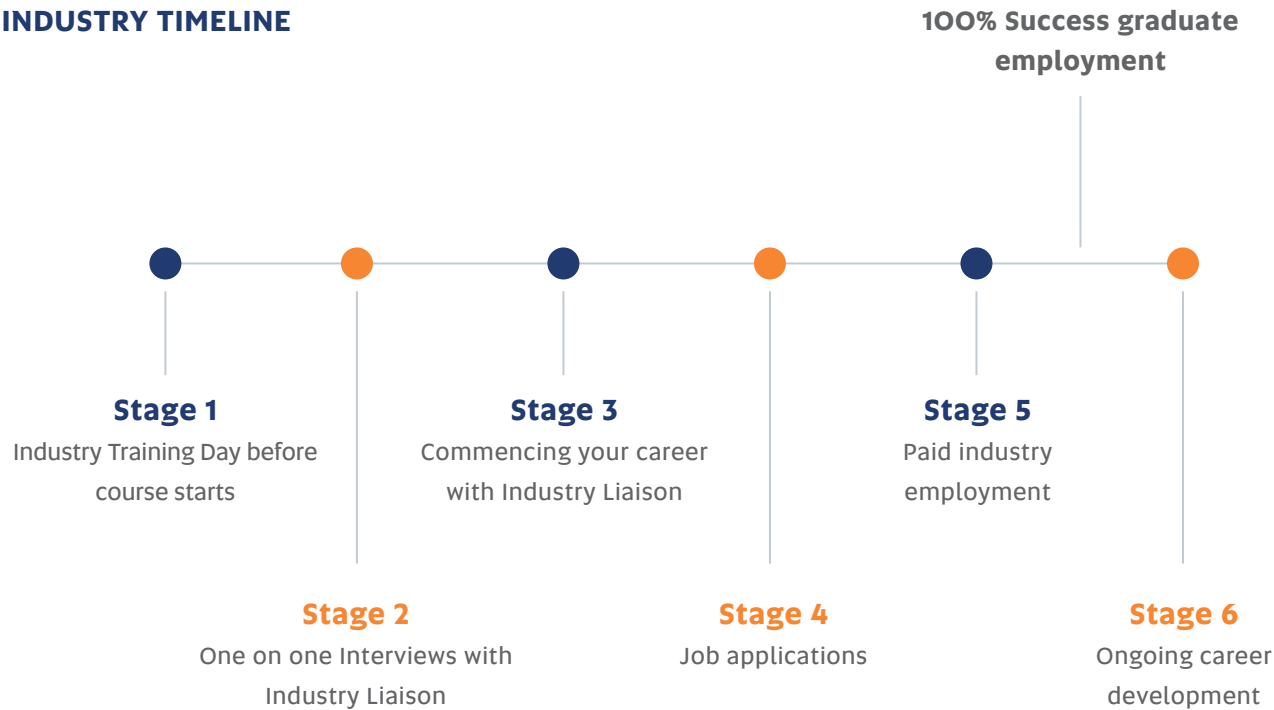 INDUSTRY TIMELINE
100% Success graduate
employment
Stage 1
Industry Training Day before
course starts
Stage 2
One on one Interviews with
Industry Liaison
Stage 3
Commencing your career
with Industry Liaison
Stage 4
Job applications
Stage 5
Paid industry
employment
Stage 6
Ongoing career
development